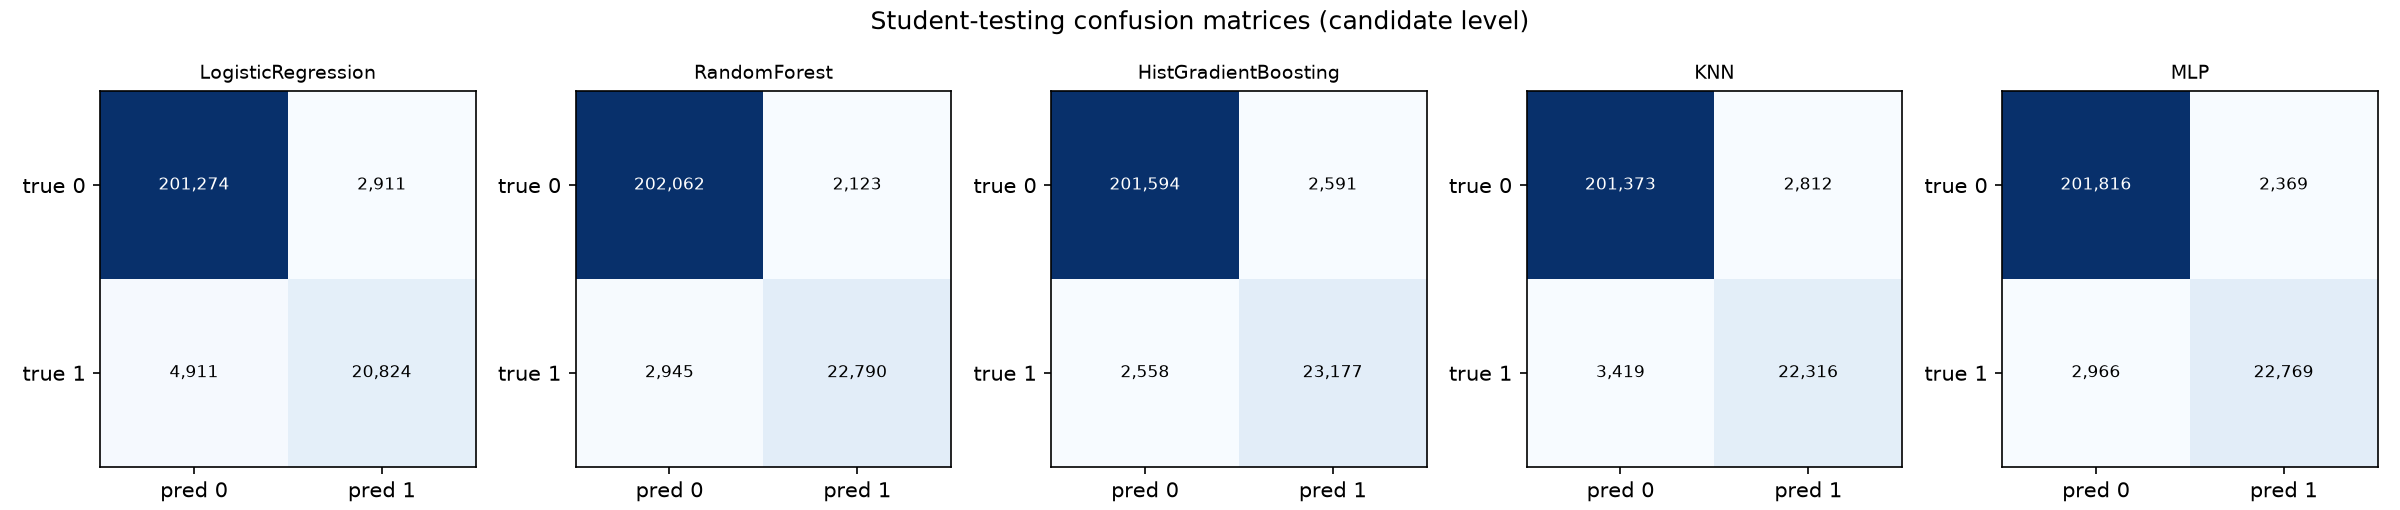 Student-testing confusion matrices (candidate level)
LogisticRegression
true 0
201,274 2,911
true 1
4,911 20,824
pred 0 pred 1
RandomForest
true 0
202,062 2,123
true 1
2,945 22,790
pred 0 pred 1
HistGradientBoosting
true 0
201,594 2,591
true 1
2,558 23,177
pred 0 pred 1
KNN
true 0
201,373 2,812
true 1
3,419 22,316
pred 0 pred 1
MLP
true 0
201,816 2,369
true 1
2,966 22,769
pred 0 pred 1